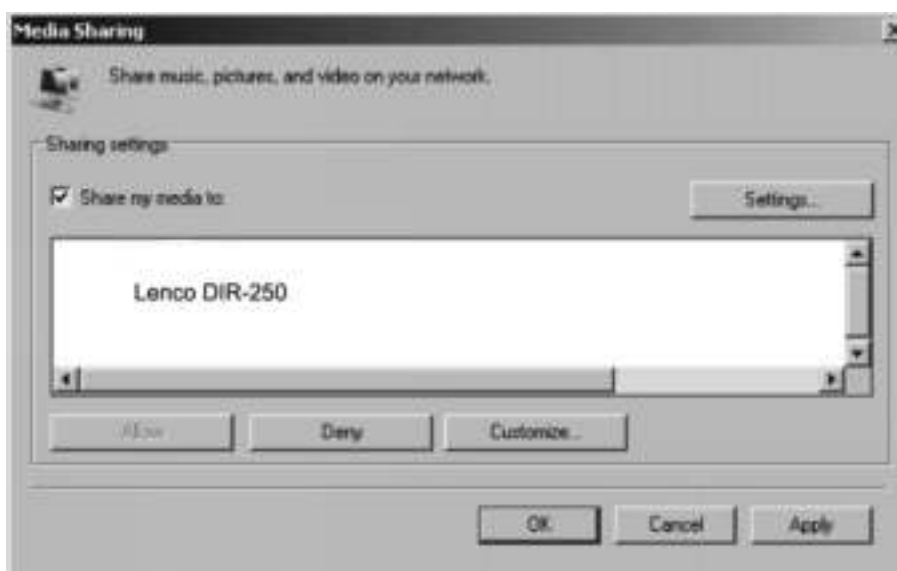 Media Sharing
Share music, pictures, and video on your network.
Sharing settings
Share my media to:
Settings...
Lenco DIR-250
Allow
Deny
Customize...
OK
Cancel
Apply